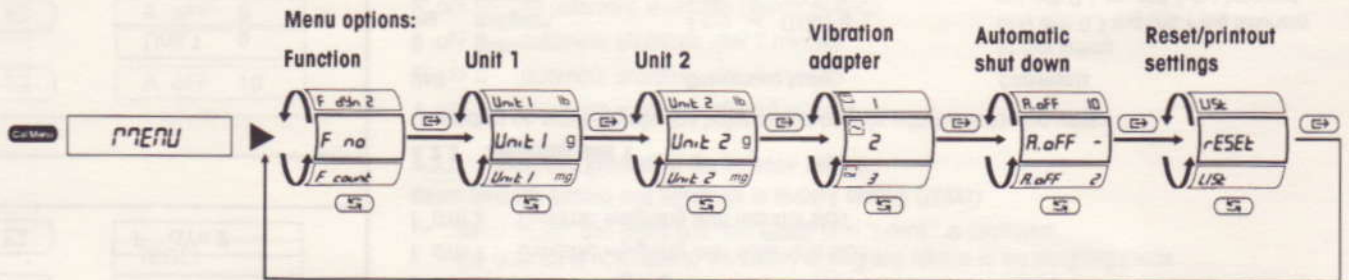 Menu options:
Function
Unit 1
Unit 2
Vibration adapter
Automatic shut down
Reset/printout settings
Cal/Menu
MENU
F dyn 2
F no
F count
Unit 1 lb
Unit 1 g
Unit 1 mg
Unit 2 lb
Unit 2 g
Unit 2 mg
1
2
3
A.oFF 10
A.oFF -
A.oFF 2
LISt
rESEt
LISt